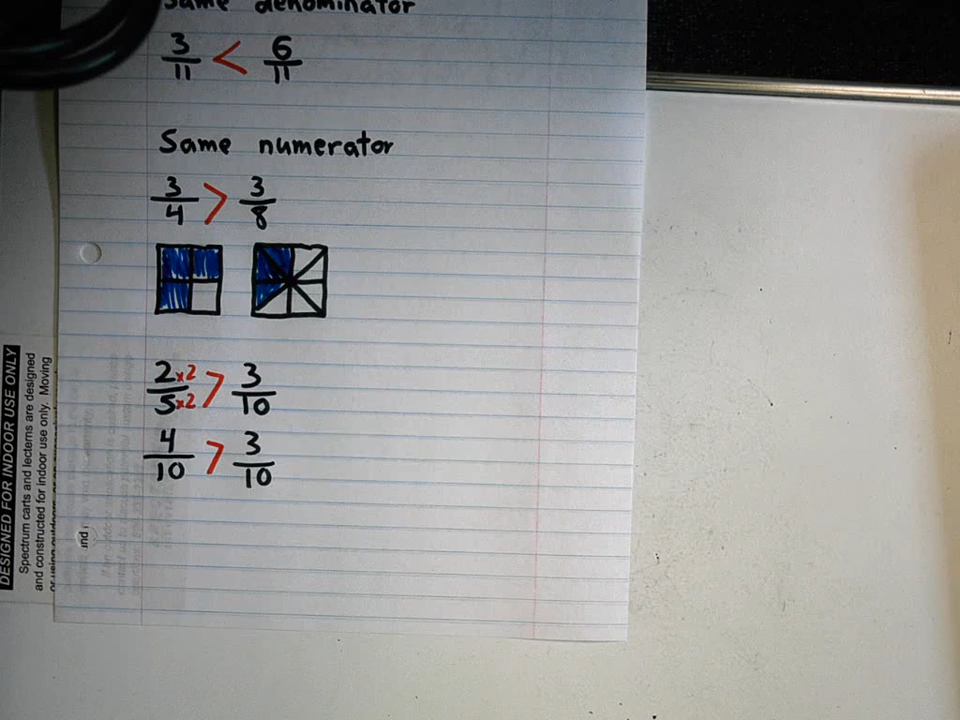 Same denominator
3/11 < 6/11
Same numerator
3/4 > 3/8
2×2/5×2 > 3/10
4/10 > 3/10
DESIGNED FOR INDOOR USE ONLY
Spectrum carts and lecterns are designed
and constructed for indoor use only. Moving